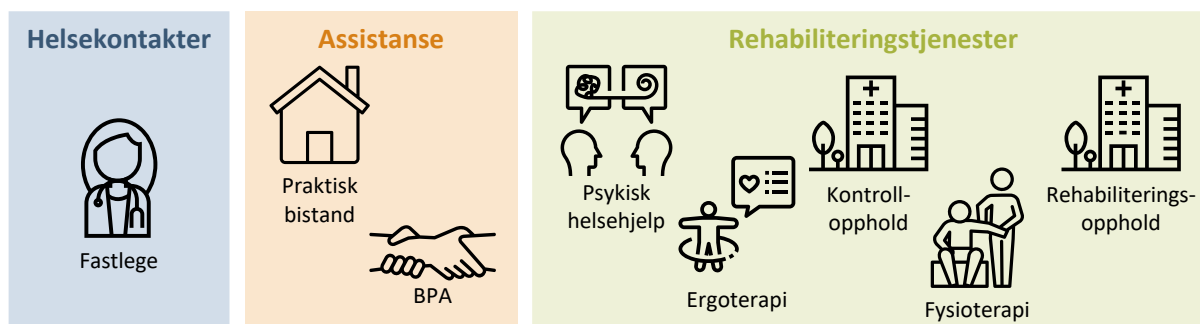 Helsekontakter
Fastlege
Assistanse
Praktisk
bistand
BPA
Rehabiliteringstjenester
Psykisk
helsehjelp
Ergoterapi
Kontroll-
opphold
Fysioterapi
Rehabiliterings-
opphold